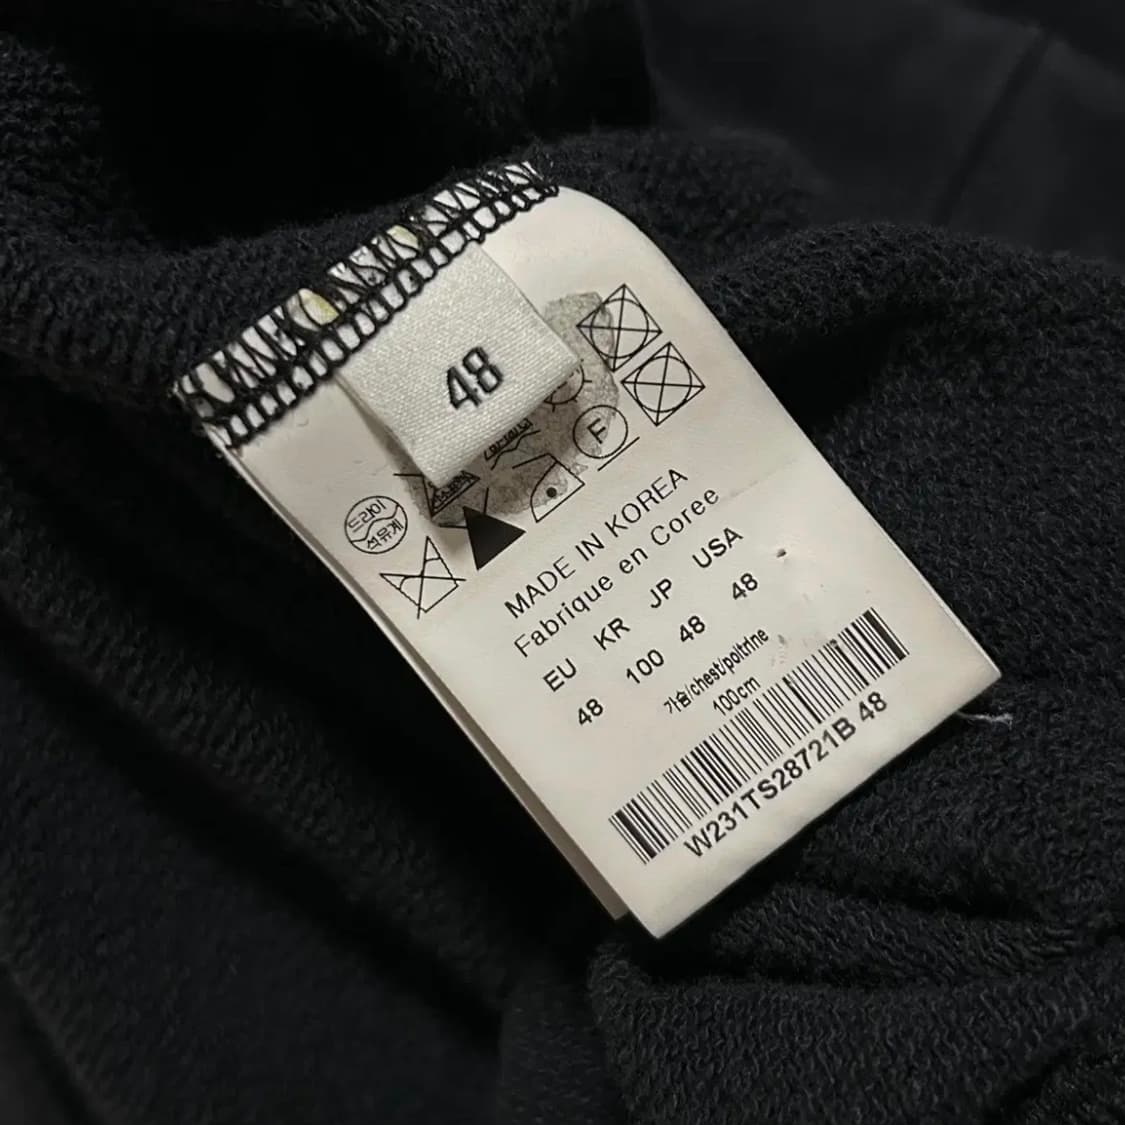 48
드라이
석유계
F
MADE IN KOREA
Fabrique en Coree
EU KR JP USA
48 100 48 48
가슴/chest/poitrine
100cm
W231TS28721B 48